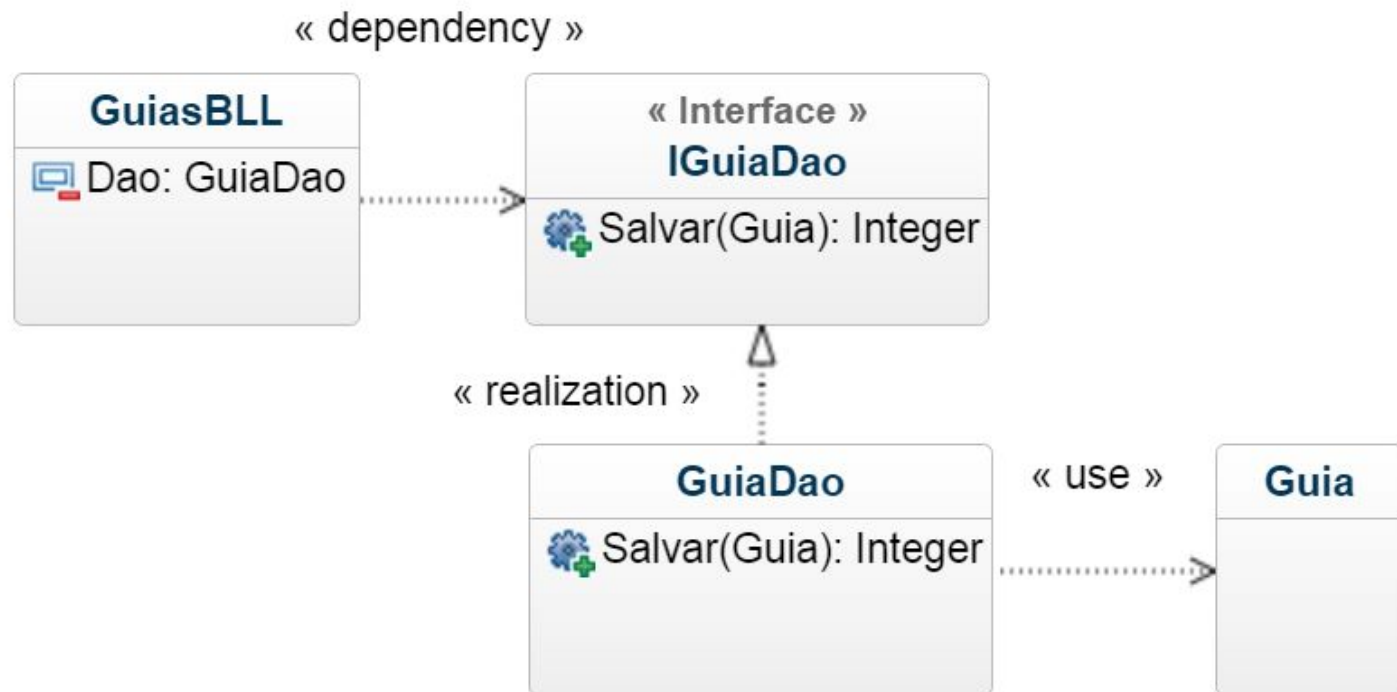 « dependency »
GuiasBLL
Dao: GuiaDao
« Interface »
IGuiaDao
Salvar(Guia): Integer
« realization »
GuiaDao
Salvar(Guia): Integer
« use »
Guia